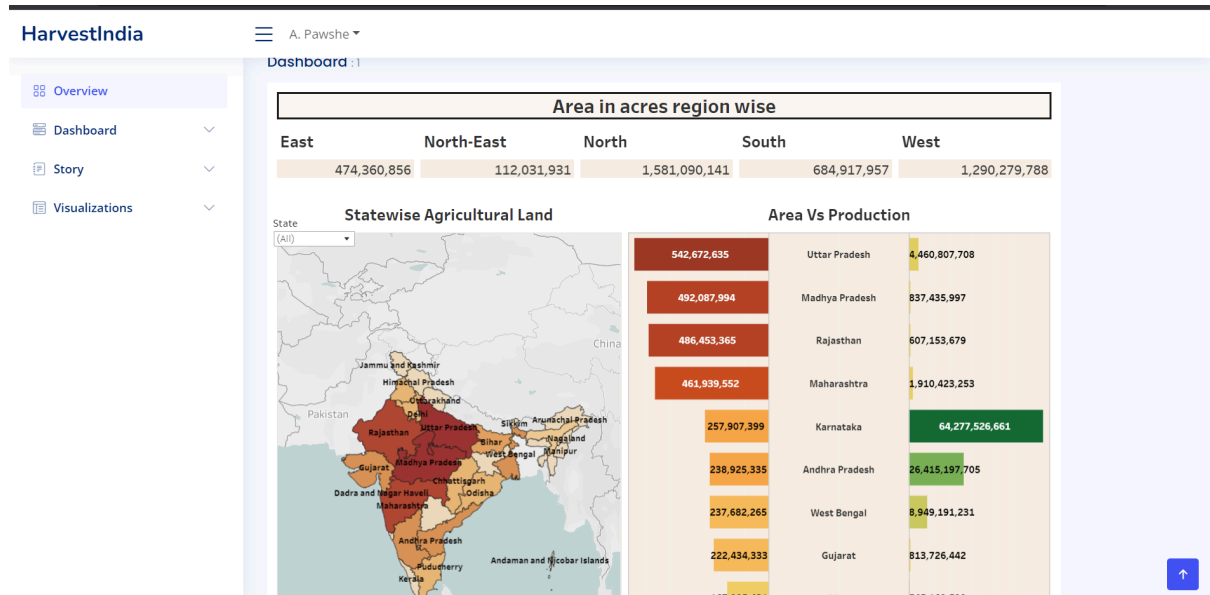 HarvestIndia
A. Pawshe
Overview
Dashboard
Story
Visualizations
Dashboard : 1
Area in acres region wise
East North-East North South West
474,360,856 112,031,931 1,581,090,141 684,917,957 1,290,279,788
Statewise Agricultural Land
State
(All)
China
Jammu and Kashmir
Himachal Pradesh
Uttarakhand
Pakistan
Delhi
Sikkim
Arunachal Pradesh
Rajasthan
Uttar Pradesh
Bihar
Nagaland
West Bengal
Manipur
Gujarat
Madhya Pradesh
Chhattisgarh
Dadra and Nagar Haveli
Odisha
Maharashtra
Andhra Pradesh
Puducherry
Andaman and Nicobar Islands
Kerala
Area Vs Production
542,672,635 Uttar Pradesh 4,460,807,708
492,087,994 Madhya Pradesh 837,435,997
486,453,365 Rajasthan 607,153,679
461,939,552 Maharashtra 1,910,423,253
257,907,399 Karnataka 64,277,526,661
238,925,335 Andhra Pradesh 26,415,197,705
237,682,265 West Bengal 8,949,191,231
222,434,333 Gujarat 813,726,442